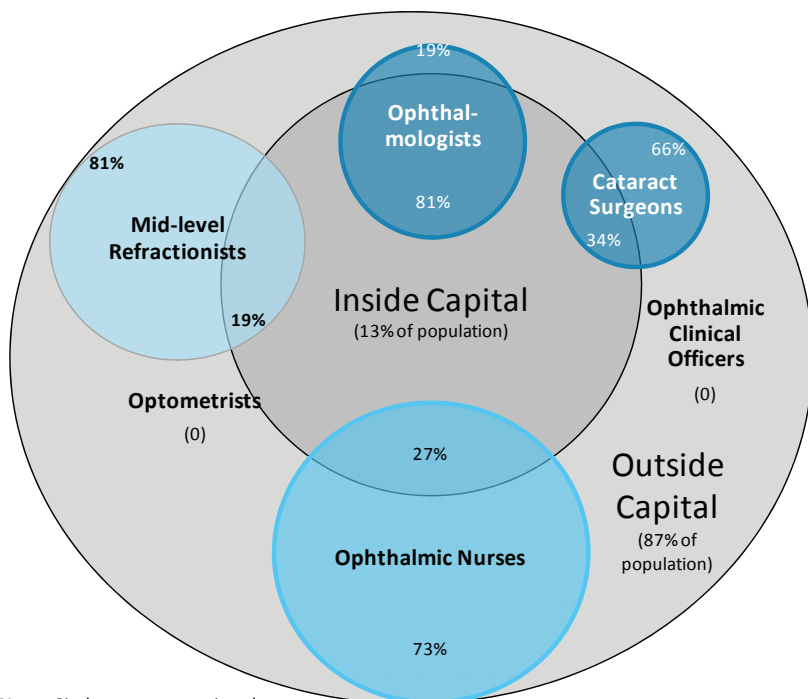 19%
Ophthal-
mologists
81%
66%
Cataract
Surgeons
34%
81%
Mid-level
Refractionists
19%
Inside Capital
(13% of population)
Ophthalmic
Clinical
Officers
(0)
Optometrists
(0)
27%
Outside
Capital
(87% of
population)
Ophthalmic Nurses
73%